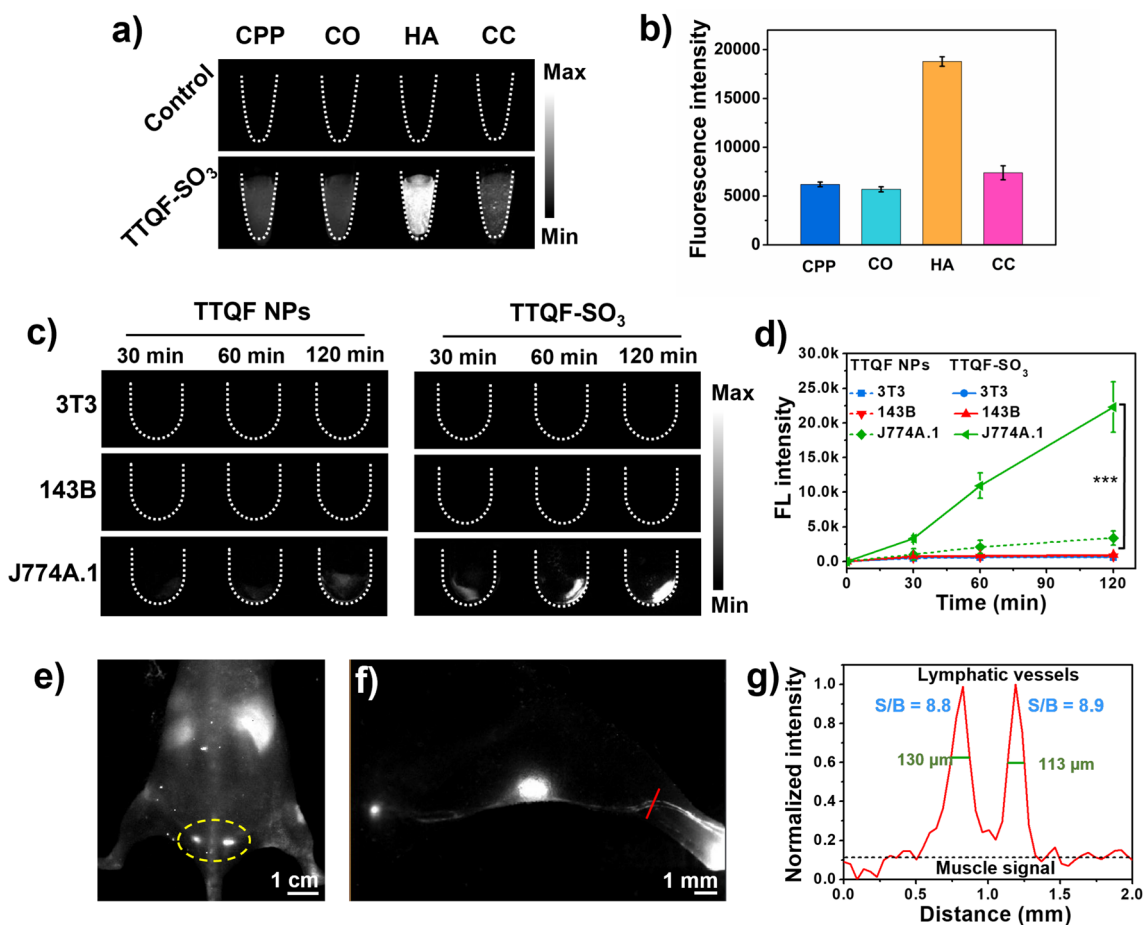 a)
CPP CO HA CC
Control
TTQF-SO3
Max
Min
b)
Fluorescence intensity
20000
15000
10000
5000
0
CPP CO HA CC
c)
TTQF NPs TTQF-SO3
30 min 60 min 120 min 30 min 60 min 120 min
3T3
143B
J774A.1
Max
Min
d)
FL intensity
30.0k
25.0k
20.0k
15.0k
10.0k
5.0k
0.0
TTQF NPs TTQF-SO3
3T3 3T3
143B 143B
J774A.1 J774A.1
***
0 30 60 90 120
Time (min)
e)
1 cm
f)
1 mm
g)
Normalized intensity
1.0
0.8
0.6
0.4
0.2
0.0
Lymphatic vessels
S/B = 8.8 S/B = 8.9
130 μm 113 μm
Muscle signal
0.0 0.5 1.0 1.5 2.0
Distance (mm)